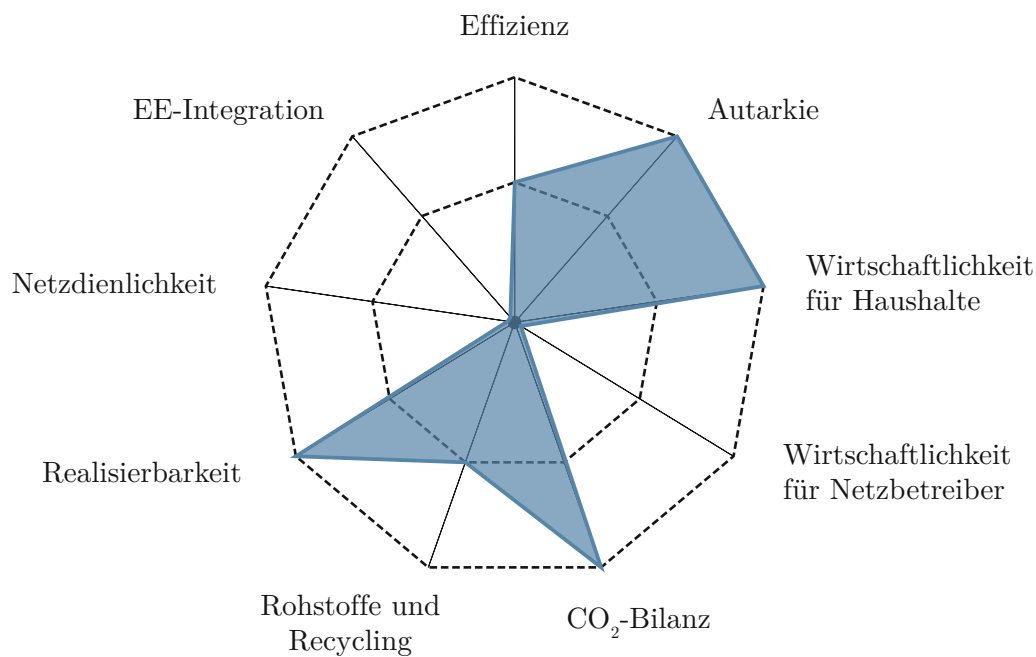 Effizienz
EE-Integration
Autarkie
Netzdienlichkeit
Wirtschaftlichkeit
für Haushalte
Realisierbarkeit
Wirtschaftlichkeit
für Netzbetreiber
Rohstoffe und
Recycling
CO₂-Bilanz